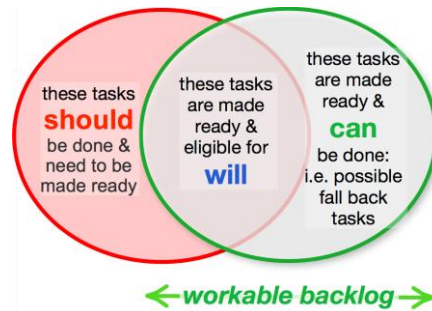 these tasks
should
be done &
need to be
made ready
these tasks
are made
ready &
eligible for
will
these tasks
are made
ready &
can
be done:
i.e. possible
fall back
tasks
workable backlog